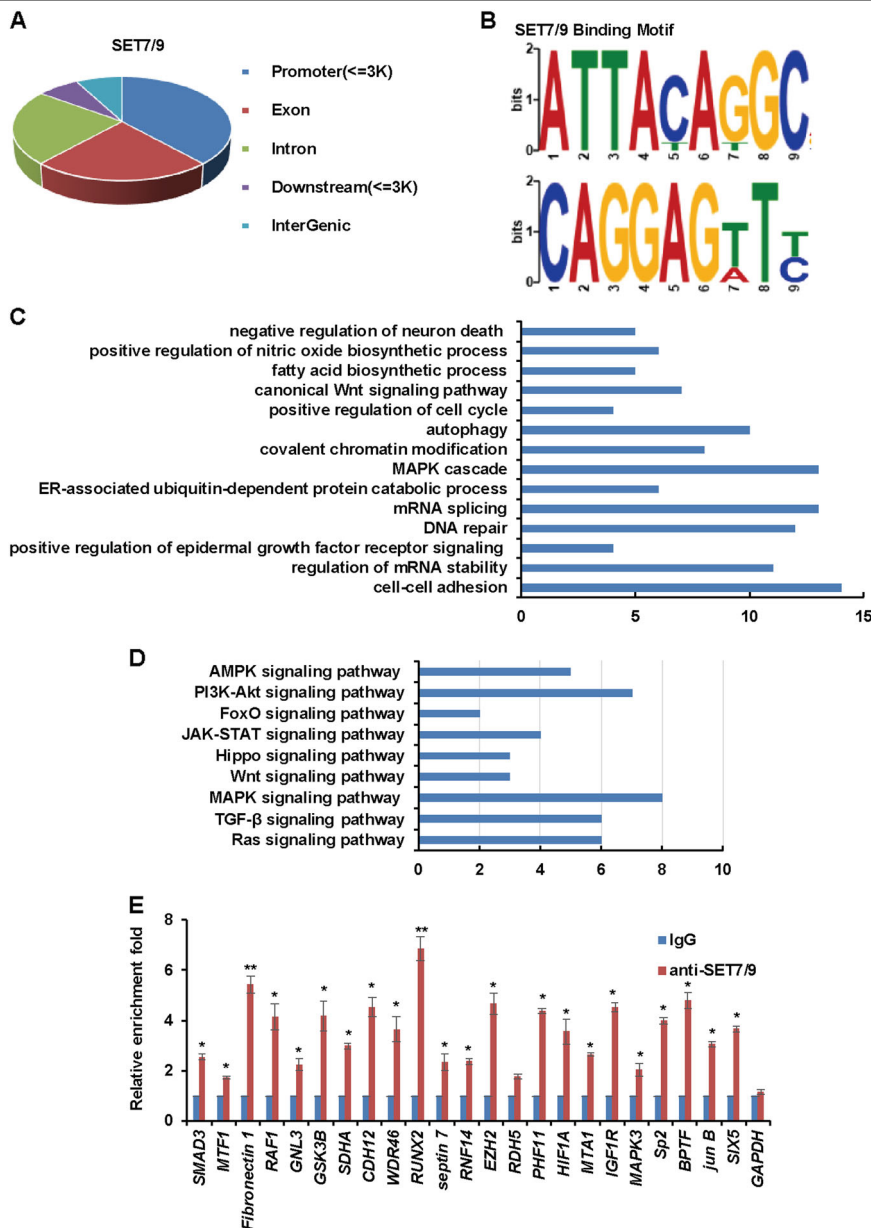 A
SET7/9
Promoter(<=3K)
Exon
Intron
Downstream(<=3K)
InterGenic
B
SET7/9 Binding Motif
2
bits
1
0
ATTACAGGC
T T
1 2 3 4 5 6 7 8 9
2
bits
1
0
CAGGAGTTT
A C
1 2 3 4 5 6 7 8 9
C
negative regulation of neuron death
positive regulation of nitric oxide biosynthetic process
fatty acid biosynthetic process
canonical Wnt signaling pathway
positive regulation of cell cycle
autophagy
covalent chromatin modification
MAPK cascade
ER-associated ubiquitin-dependent protein catabolic process
mRNA splicing
DNA repair
positive regulation of epidermal growth factor receptor signaling
regulation of mRNA stability
cell-cell adhesion
0 5 10 15
D
AMPK signaling pathway
PI3K-Akt signaling pathway
FoxO signaling pathway
JAK-STAT signaling pathway
Hippo signaling pathway
Wnt signaling pathway
MAPK signaling pathway
TGF-β signaling pathway
Ras signaling pathway
0 2 4 6 8 10
E
Relative enrichment fold
8
6
4
2
0
IgG
anti-SET7/9
* * ** * * * * * * ** * * * * * * * * * * * *
SMAD3
MTF1
Fibronectin 1
RAF1
GNL3
GSK3B
SDHA
CDH12
WDR46
RUNX2
septin 7
RNF14
EZH2
RDH5
PHF11
HIF1A
MTA1
IGF1R
MAPK3
Sp2
BPTF
jun B
SIX5
GAPDH